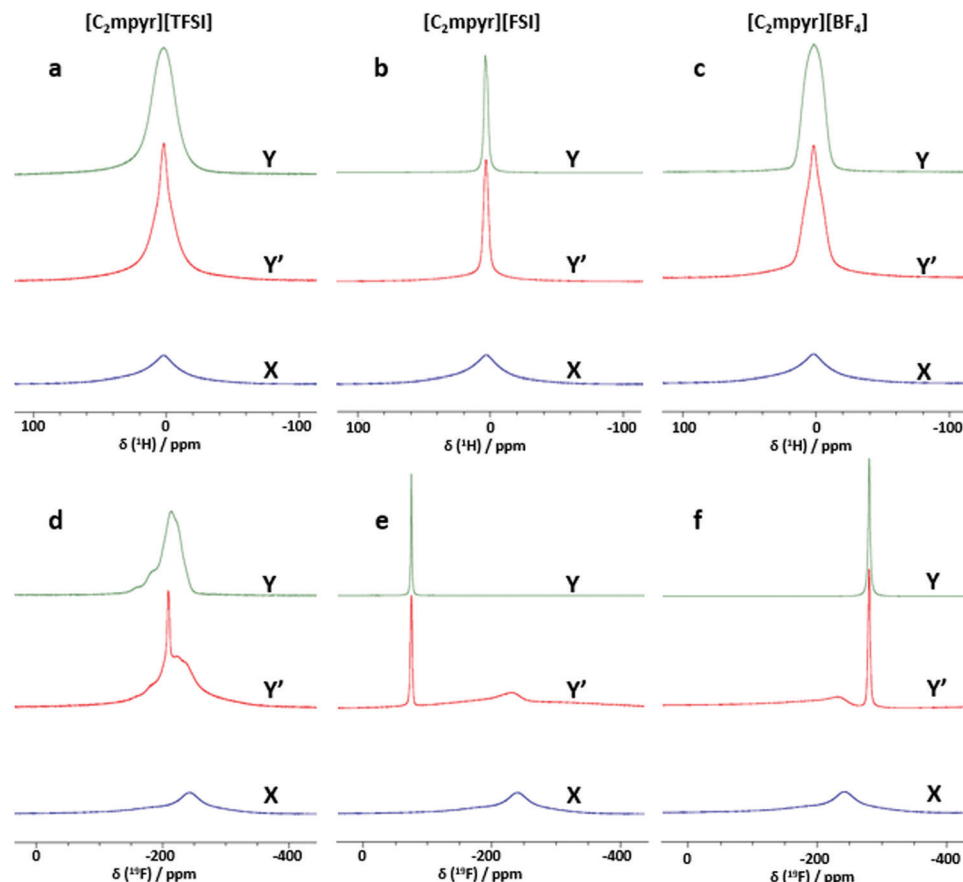 [C₂mpyr][TFSI] [C₂mpyr][FSI] [C₂mpyr][BF₄]
a b c
Y Y Y
Y' Y' Y'
X X X
100 0 -100 100 0 -100 100 0 -100
δ (¹H) / ppm δ (¹H) / ppm δ (¹H) / ppm
d e f
Y Y Y
Y' Y' Y'
X X X
0 -200 -400 0 -200 -400 0 -200 -400
δ (¹⁹F) / ppm δ (¹⁹F) / ppm δ (¹⁹F) / ppm